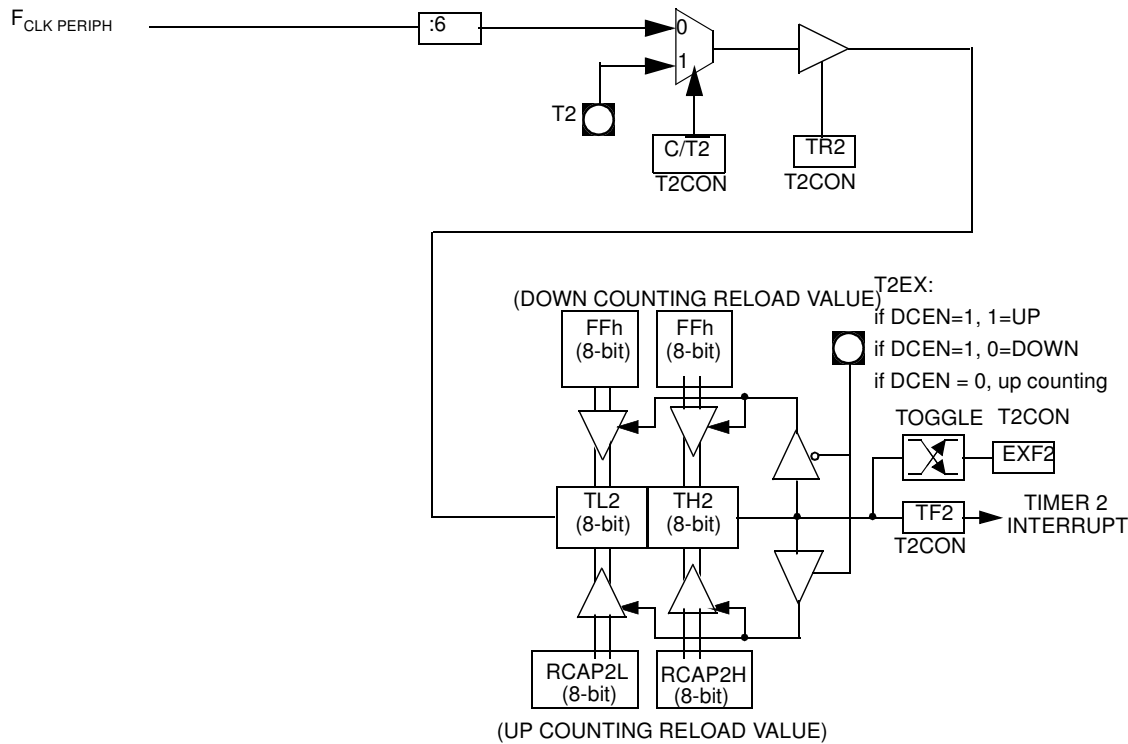 FCLK PERIPH
:6
0
1
T2
C/T2
TR2
T2CON
T2CON
T2EX:
(DOWN COUNTING RELOAD VALUE)
if DCEN=1, 1=UP
FFh
(8-bit)
FFh
(8-bit)
if DCEN=1, 0=DOWN
if DCEN = 0, up counting
TOGGLE
T2CON
EXF2
TL2
(8-bit)
TH2
(8-bit)
TF2
T2CON
TIMER 2
INTERRUPT
RCAP2L
(8-bit)
RCAP2H
(8-bit)
(UP COUNTING RELOAD VALUE)